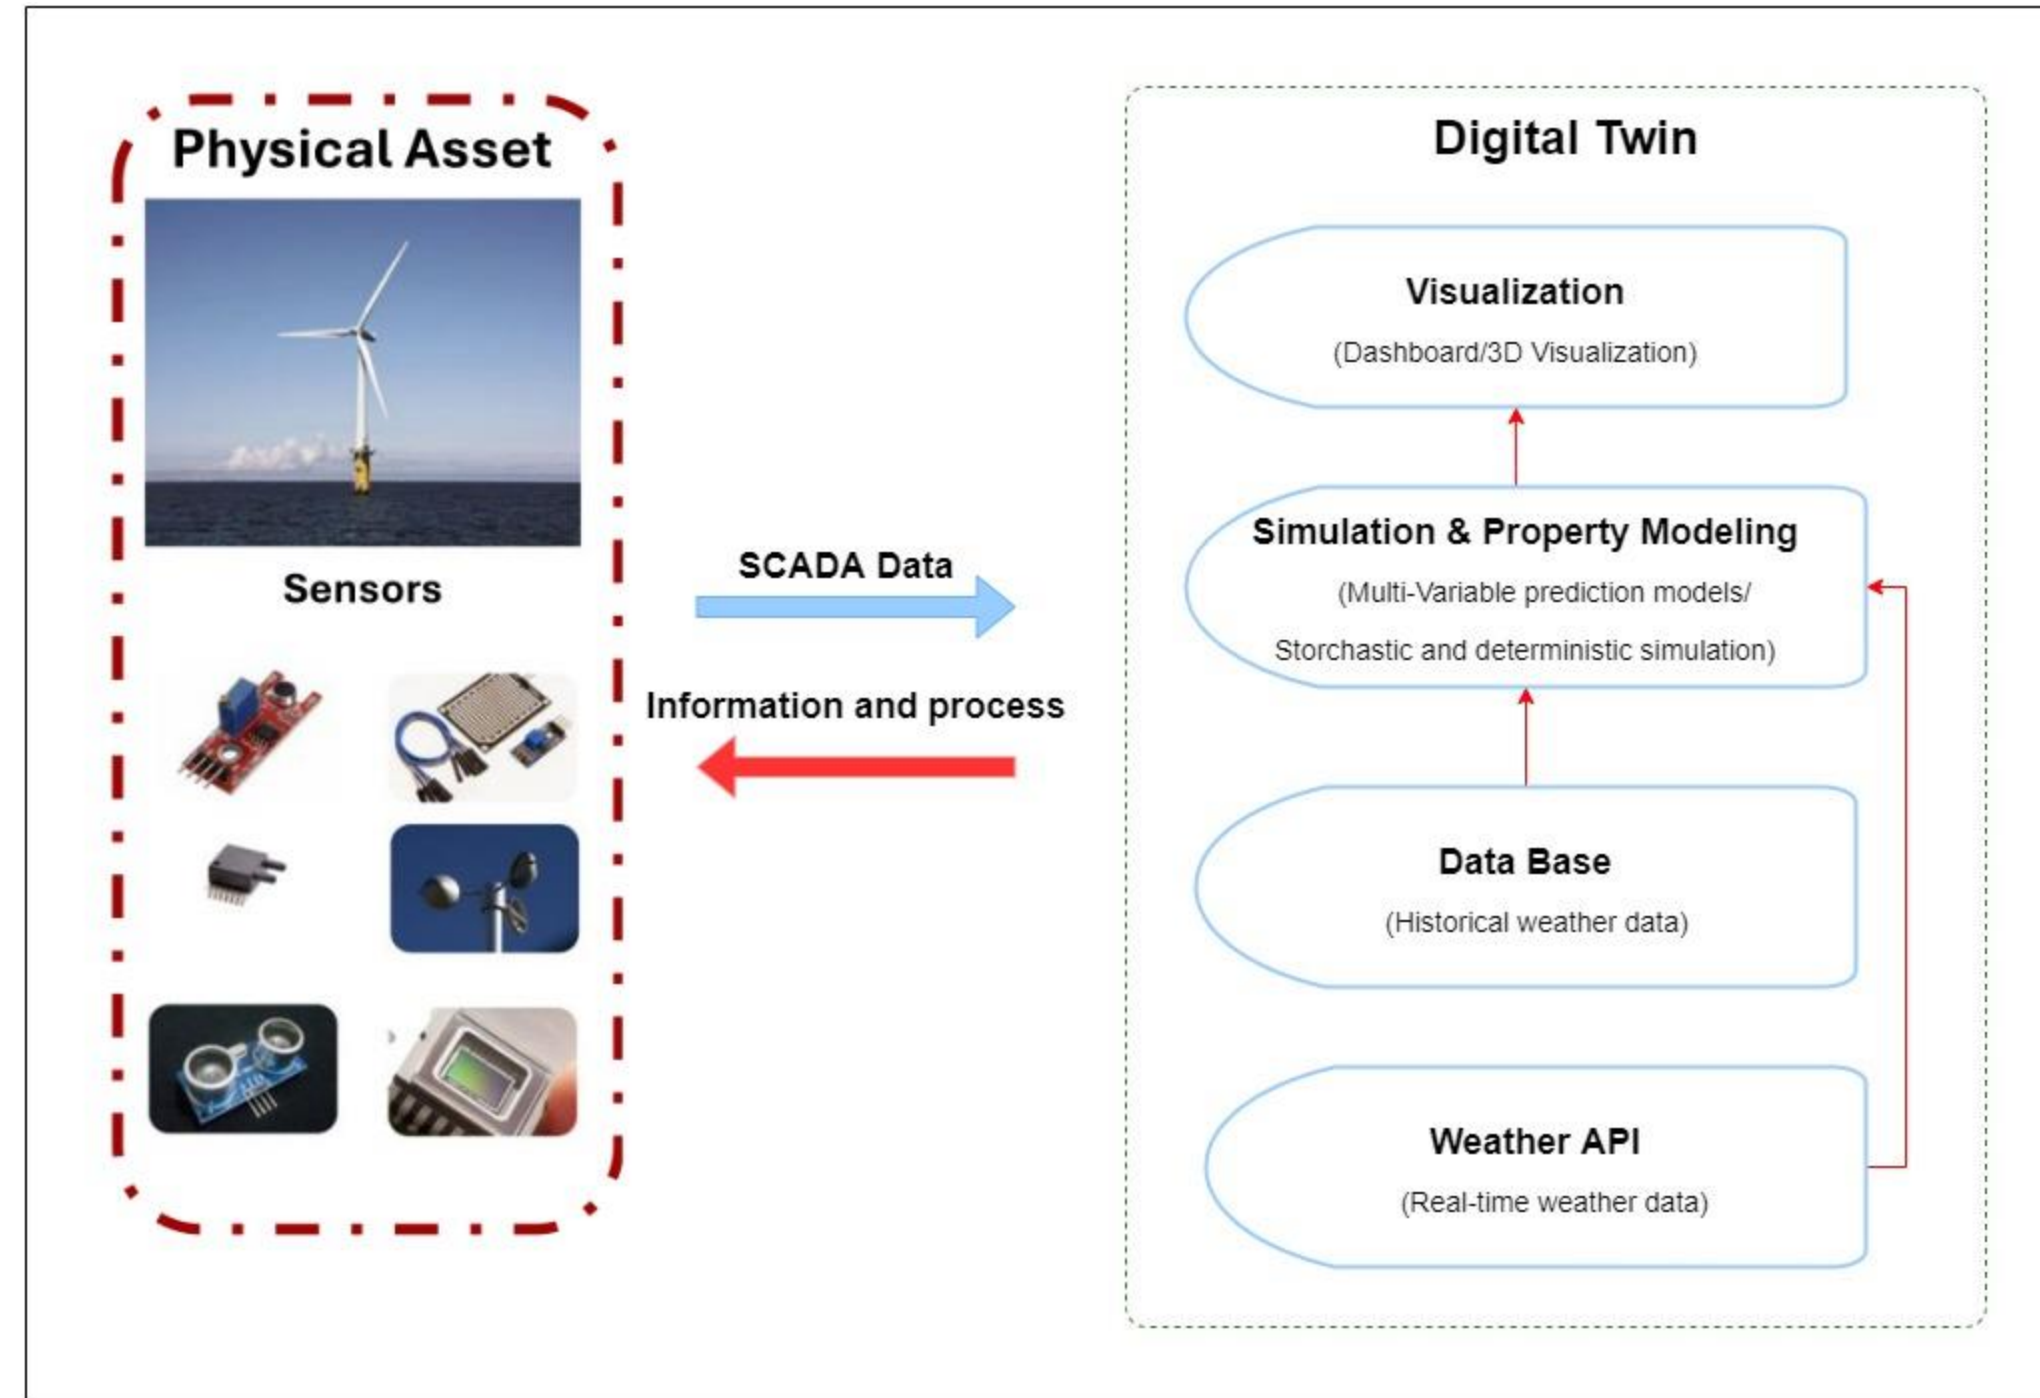 Physical Asset
Sensors
SCADA Data
Information and process
Digital Twin
Visualization
(Dashboard/3D Visualization)
Simulation & Property Modeling
(Multi-Variable prediction models/
Storchastic and deterministic simulation)
Data Base
(Historical weather data)
Weather API
(Real-time weather data)